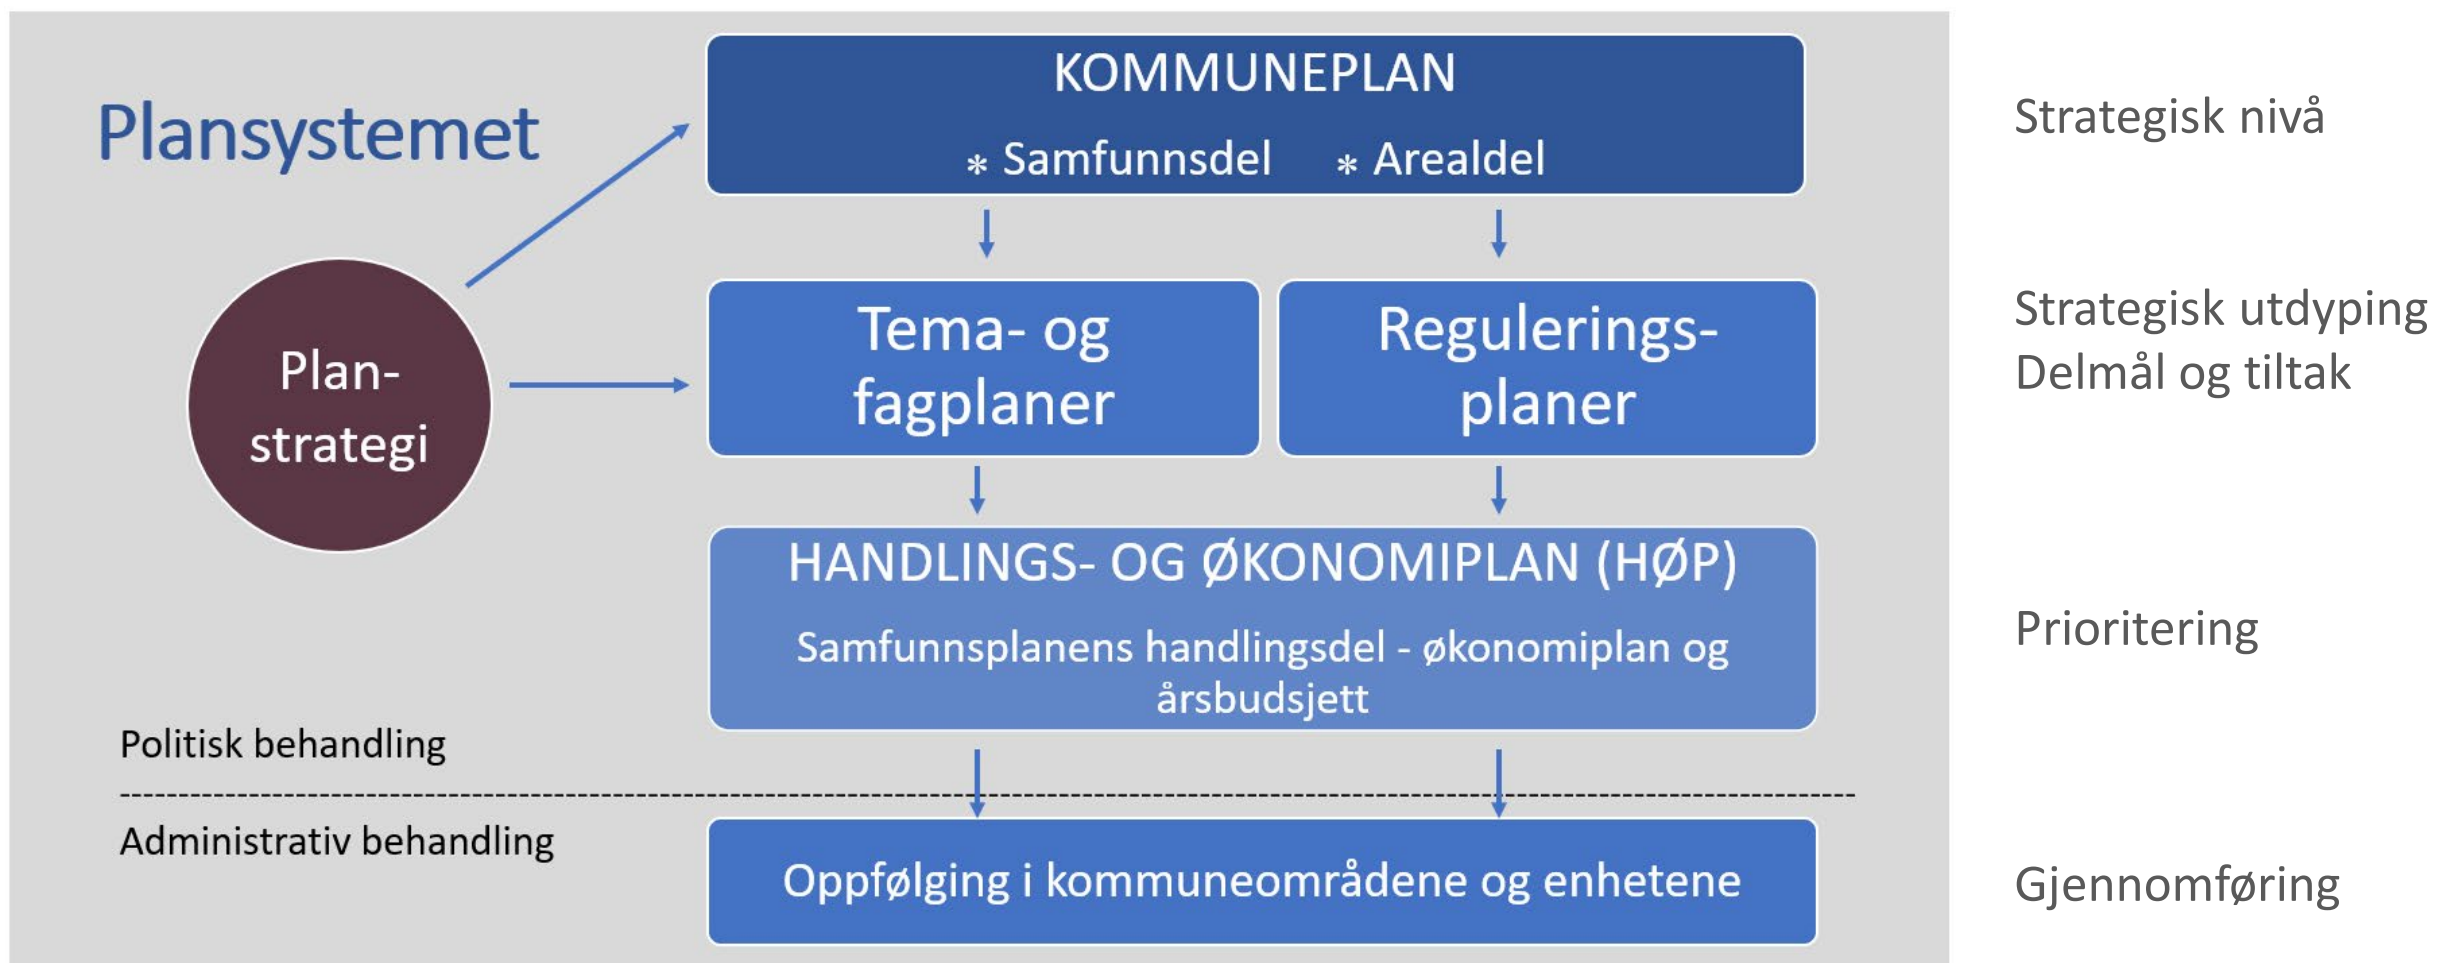 Plansystemet
KOMMUNEPLAN
* Samfunnsdel * Arealdel
Strategisk nivå
Plan-
strategi
Tema- og
fagplaner
Regulerings-
planer
Strategisk utdyping
Delmål og tiltak
HANDLINGS- OG ØKONOMIPLAN (HØP)
Samfunnsplanens handlingsdel - økonomiplan og
årsbudsjett
Prioritering
Politisk behandling
Administrativ behandling
Oppfølging i kommuneområdene og enhetene
Gjennomføring